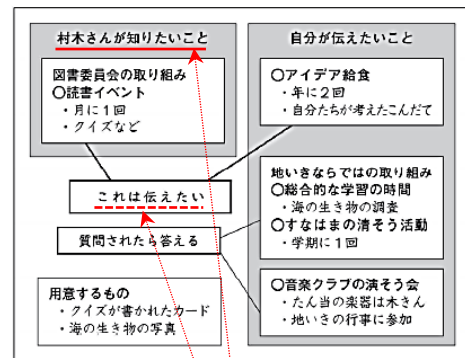 村木さんが知りたいこと
図書委員会の取り組み
〇読書イベント
・月に1回
・クイズなど
自分が伝えたいこと
〇アイデア給食
・年に2回
・自分たちが考えたこんだて
これは伝えたい
質問されたら答える
地いきならではの取り組み
〇総合的な学習の時間
・海の生き物の調査
〇すなはまの清そう活動
・学期に1回
〇音楽クラブの演そう会
・たん当の楽器は木きん
・地いきの行事に参加
用意するもの
・クイズが書かれたカード
・海の生き物の写真